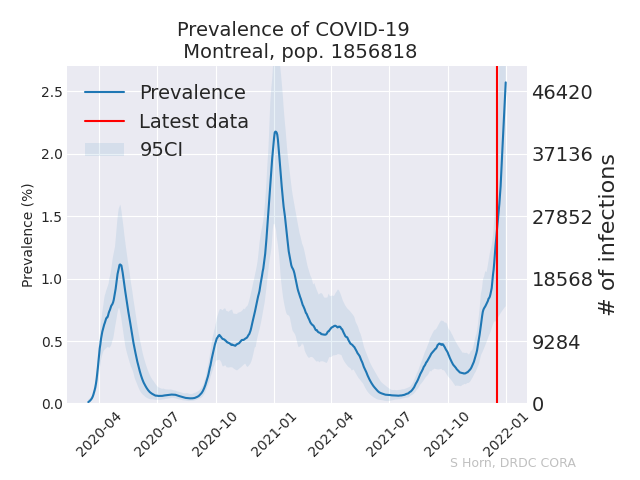 Prevalence of COVID-19
Montreal, pop. 1856818
Prevalence
Latest data
95CI
Prevalence (%)
2.5
2.0
1.5
1.0
0.5
0.0
46420
37136
27852
18568
9284
0
# of infections
2020-04
2020-07
2020-10
2021-01
2021-04
2021-07
2021-10
2022-01
S Horn, DRDC CORA